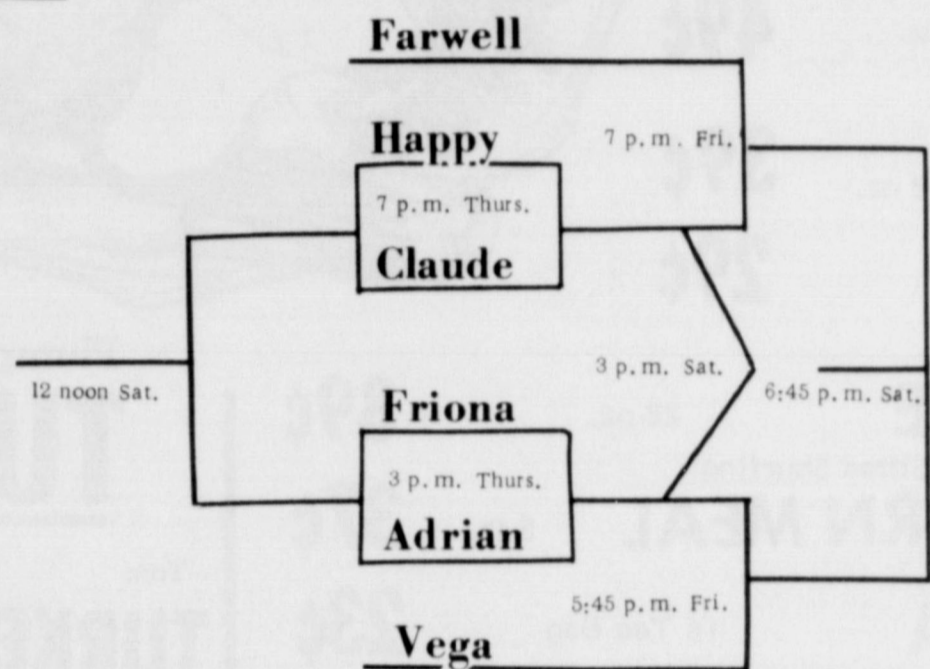 Farwell
Happy
7 p.m. Fri.
7 p.m. Thurs.
Claude
3 p.m. Sat.
12 noon Sat.
6:45 p.m. Sat.
Friona
3 p.m. Thurs.
Adrian
5:45 p.m. Fri.
Vega